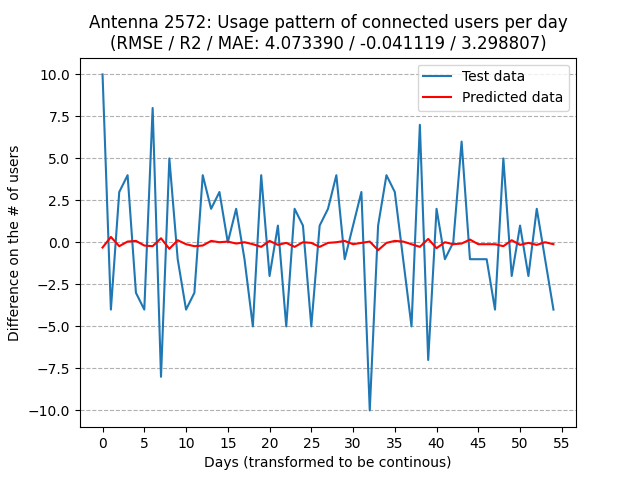 Antenna 2572: Usage pattern of connected users per day
(RMSE / R2 / MAE: 4.073390 / -0.041119 / 3.298807)
Test data
Predicted data
Difference on the # of users
10.0
7.5
5.0
2.5
0.0
−2.5
−5.0
−7.5
−10.0
0 5 10 15 20 25 30 35 40 45 50 55
Days (transformed to be continous)